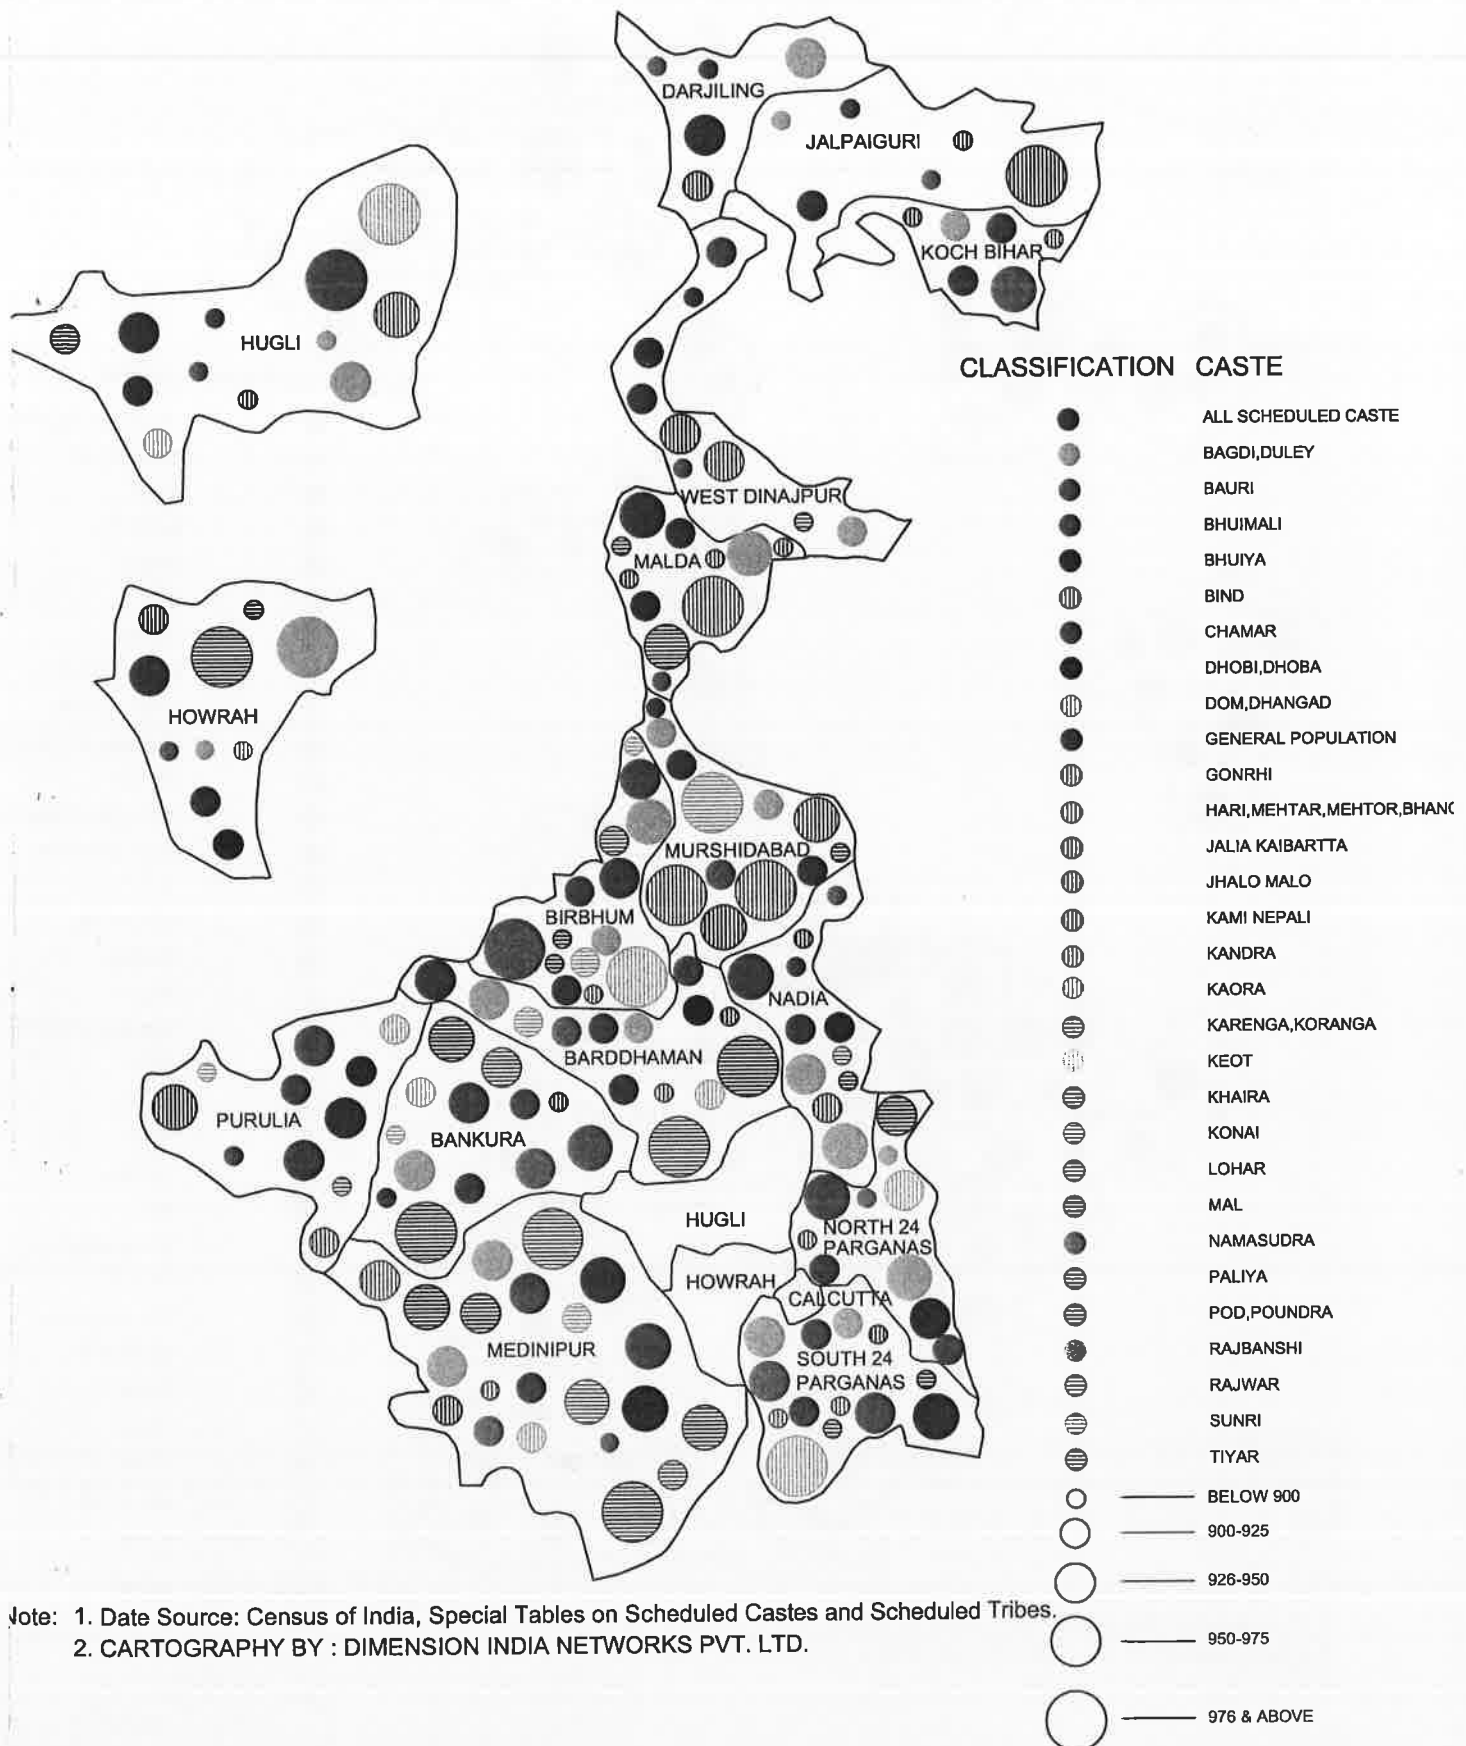 DARJILING
JALPAIGURI
KOCH BIHAR
HUGLI
CLASSIFICATION CASTE
ALL SCHEDULED CASTE
BAGDI,DULEY
BAURI
WEST DINAJPUR
BHUIMALI
MALDA
BHUIYA
BIND
CHAMAR
DHOBI,DHOBA
DOM,DHANGAD
HOWRAH
GENERAL POPULATION
GONRHI
HARI,MEHTAR,MEHTOR,BHANG
MURSHIDABAD
JALIA KAIBARTTA
JHALO MALO
BIRBHUM
KAMI NEPALI
KANDRA
NADIA
KAORA
BARDDHAMAN
KARENGA,KORANGA
KEOT
PURULIA
KHAIRA
BANKURA
KONAI
LOHAR
MAL
HUGLI
NORTH 24
PARGANAS
NAMASUDRA
HOWRAH
PALIYA
CALCUTTA
POD,POUNDRA
MEDINIPUR
RAJBANSHI
SOUTH 24
PARGANAS
RAJWAR
SUNRI
TIYAR
BELOW 900
900-925
926-950
950-975
976 & ABOVE
Note: 1. Date Source: Census of India, Special Tables on Scheduled Castes and Scheduled Tribes.
2. CARTOGRAPHY BY : DIMENSION INDIA NETWORKS PVT. LTD.